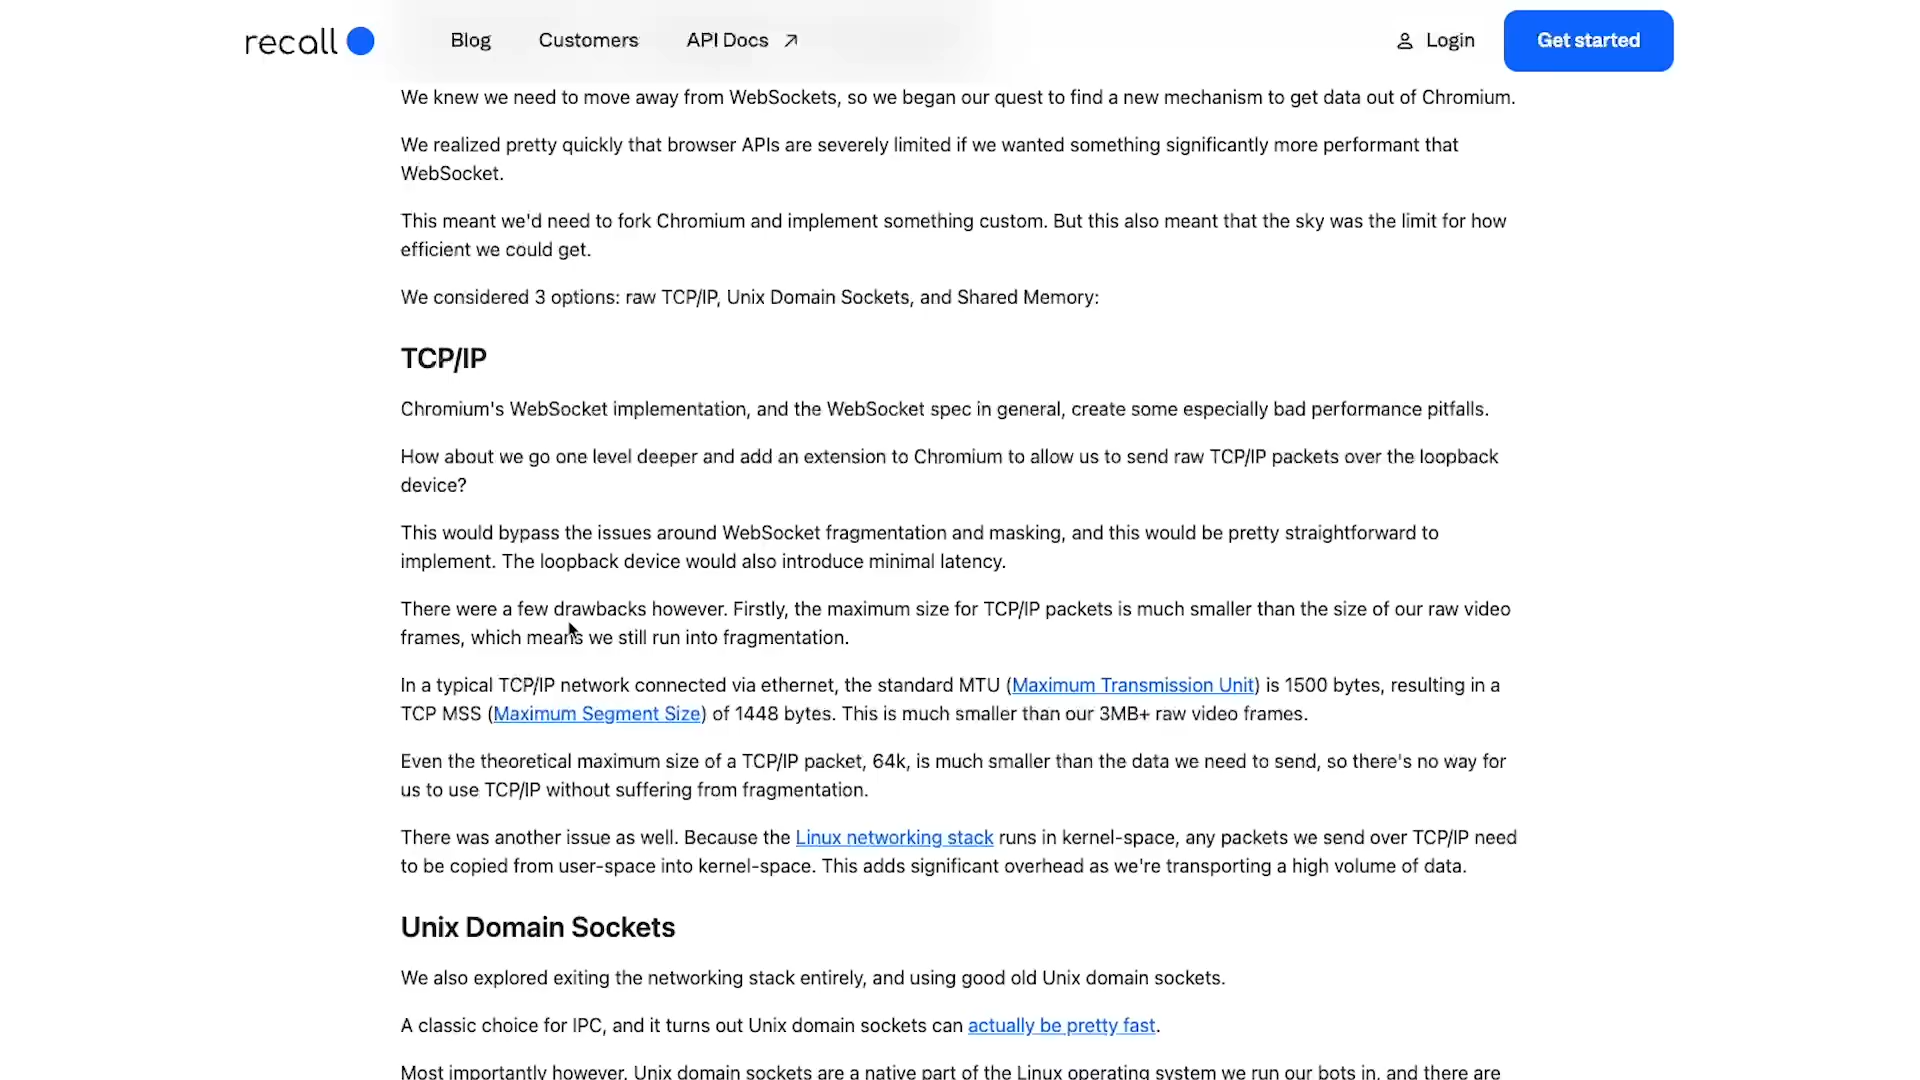 recall
Blog
Customers
API Docs
Login
Get started
We knew we need to move away from WebSockets, so we began our quest to find a new mechanism to get data out of Chromium.
We realized pretty quickly that browser APIs are severely limited if we wanted something significantly more performant that
WebSocket.
This meant we'd need to fork Chromium and implement something custom. But this also meant that the sky was the limit for how
efficient we could get.
We considered 3 options: raw TCP/IP, Unix Domain Sockets, and Shared Memory:
TCP/IP
Chromium's WebSocket implementation, and the WebSocket spec in general, create some especially bad performance pitfalls.
How about we go one level deeper and add an extension to Chromium to allow us to send raw TCP/IP packets over the loopback
device?
This would bypass the issues around WebSocket fragmentation and masking, and this would be pretty straightforward to
implement. The loopback device would also introduce minimal latency.
There were a few drawbacks however. Firstly, the maximum size for TCP/IP packets is much smaller than the size of our raw video
frames, which means we still run into fragmentation.
In a typical TCP/IP network connected via ethernet, the standard MTU (Maximum Transmission Unit) is 1500 bytes, resulting in a
TCP MSS (Maximum Segment Size) of 1448 bytes. This is much smaller than our 3MB+ raw video frames.
Even the theoretical maximum size of a TCP/IP packet, 64k, is much smaller than the data we need to send, so there's no way for
us to use TCP/IP without suffering from fragmentation.
There was another issue as well. Because the Linux networking stack runs in kernel-space, any packets we send over TCP/IP need
to be copied from user-space into kernel-space. This adds significant overhead as we're transporting a high volume of data.
Unix Domain Sockets
We also explored exiting the networking stack entirely, and using good old Unix domain sockets.
A classic choice for IPC, and it turns out Unix domain sockets can actually be pretty fast.
Most importantly however, Unix domain sockets are a native part of the Linux operating system we run our bots in, and there are